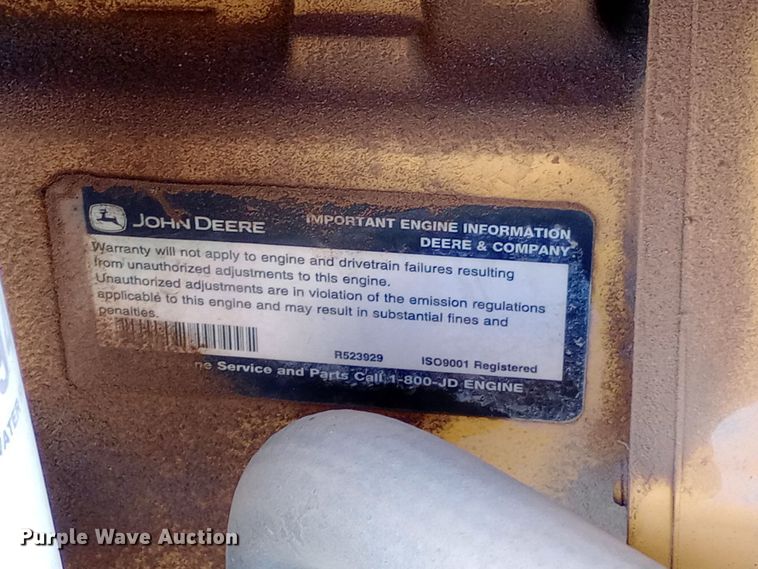 JOHN DEERE
IMPORTANT ENGINE INFORMATION
DEERE & COMPANY
Warranty will not apply to engine and drivetrain failures resulting
from unauthorized adjustments to this engine.
Unauthorized adjustments are in violation of the emission regulations
applicable to this engine and may result in substantial fines and
penalties.
R523929 ISO9001 Registered
ne Service and Parts Call 1-800-JD ENGINE
WATER
Purple Wave Auction